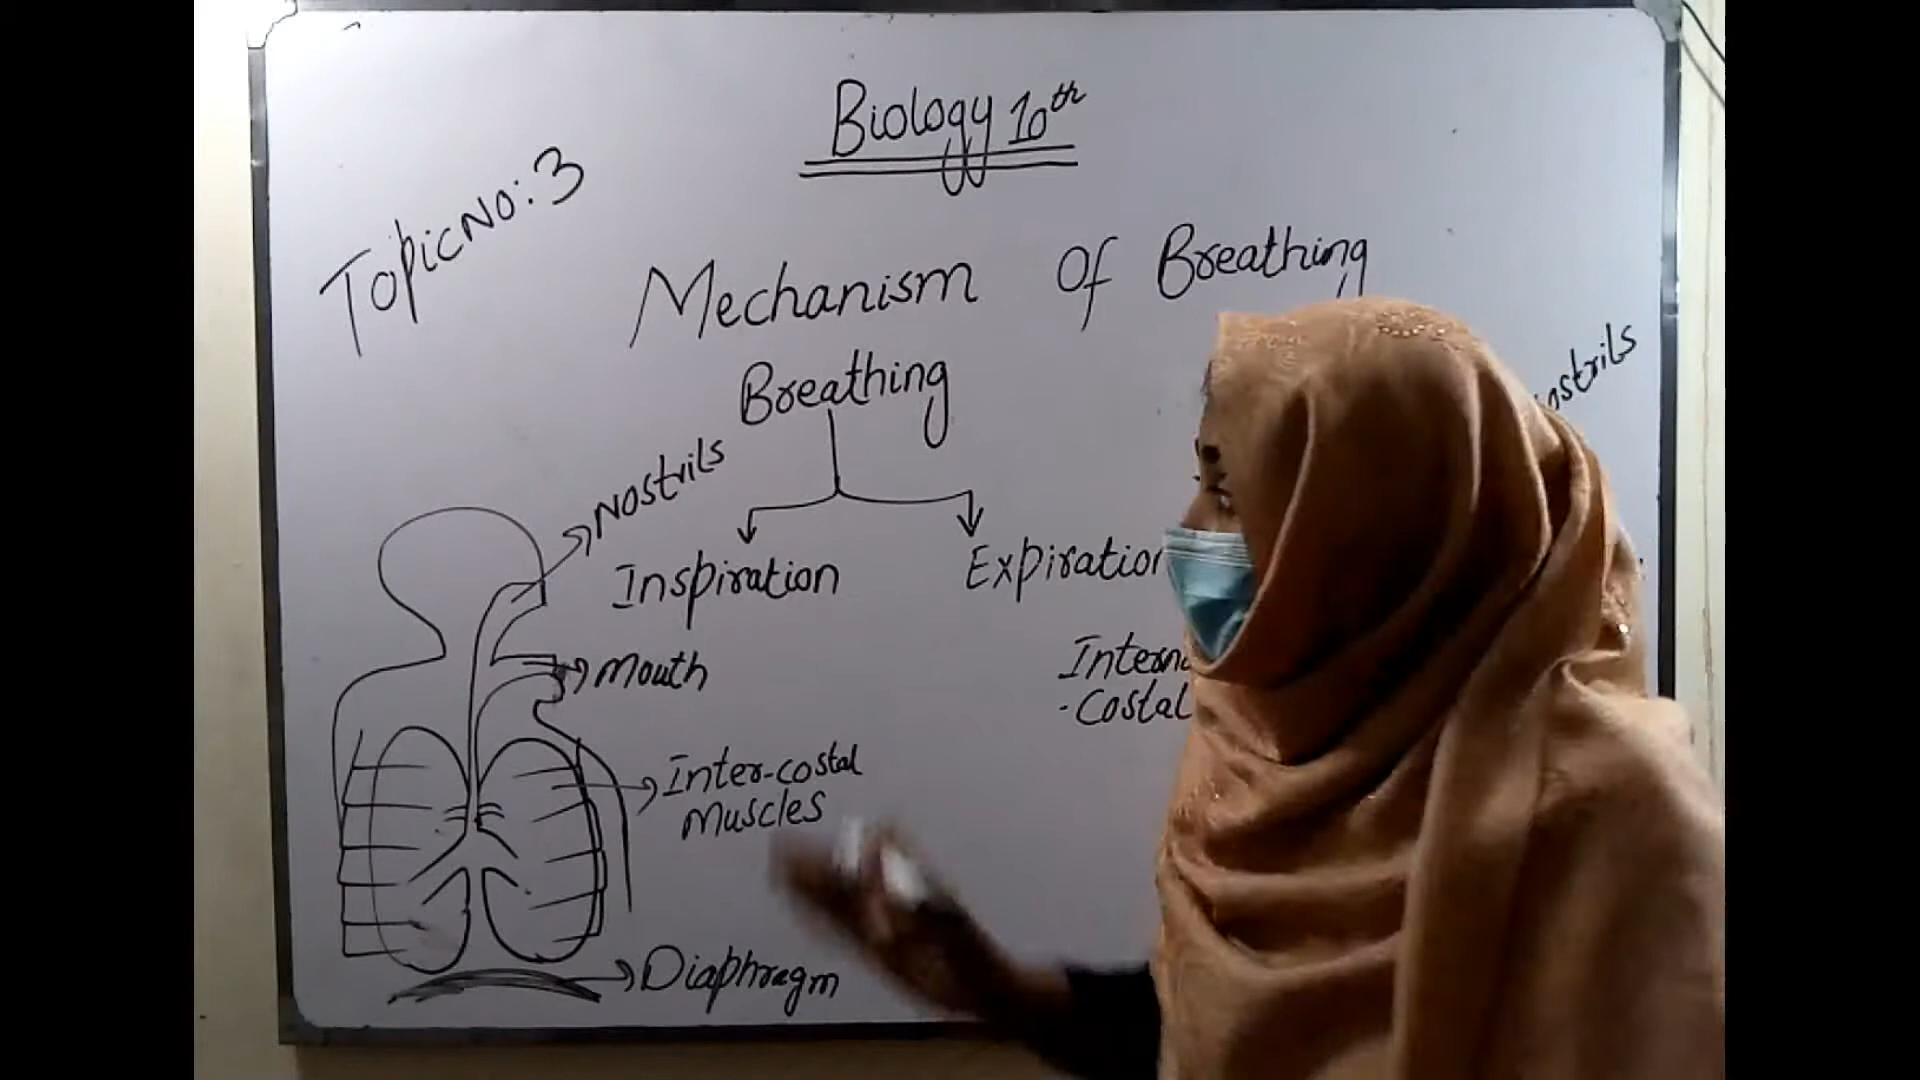 Biology 10th
Topic No: 3
Mechanism Of Breathing
Breathing
Nostrils
Inspiration
Expiration
Mouth
-Costal
Inter-costal
Muscles
Diaphragm